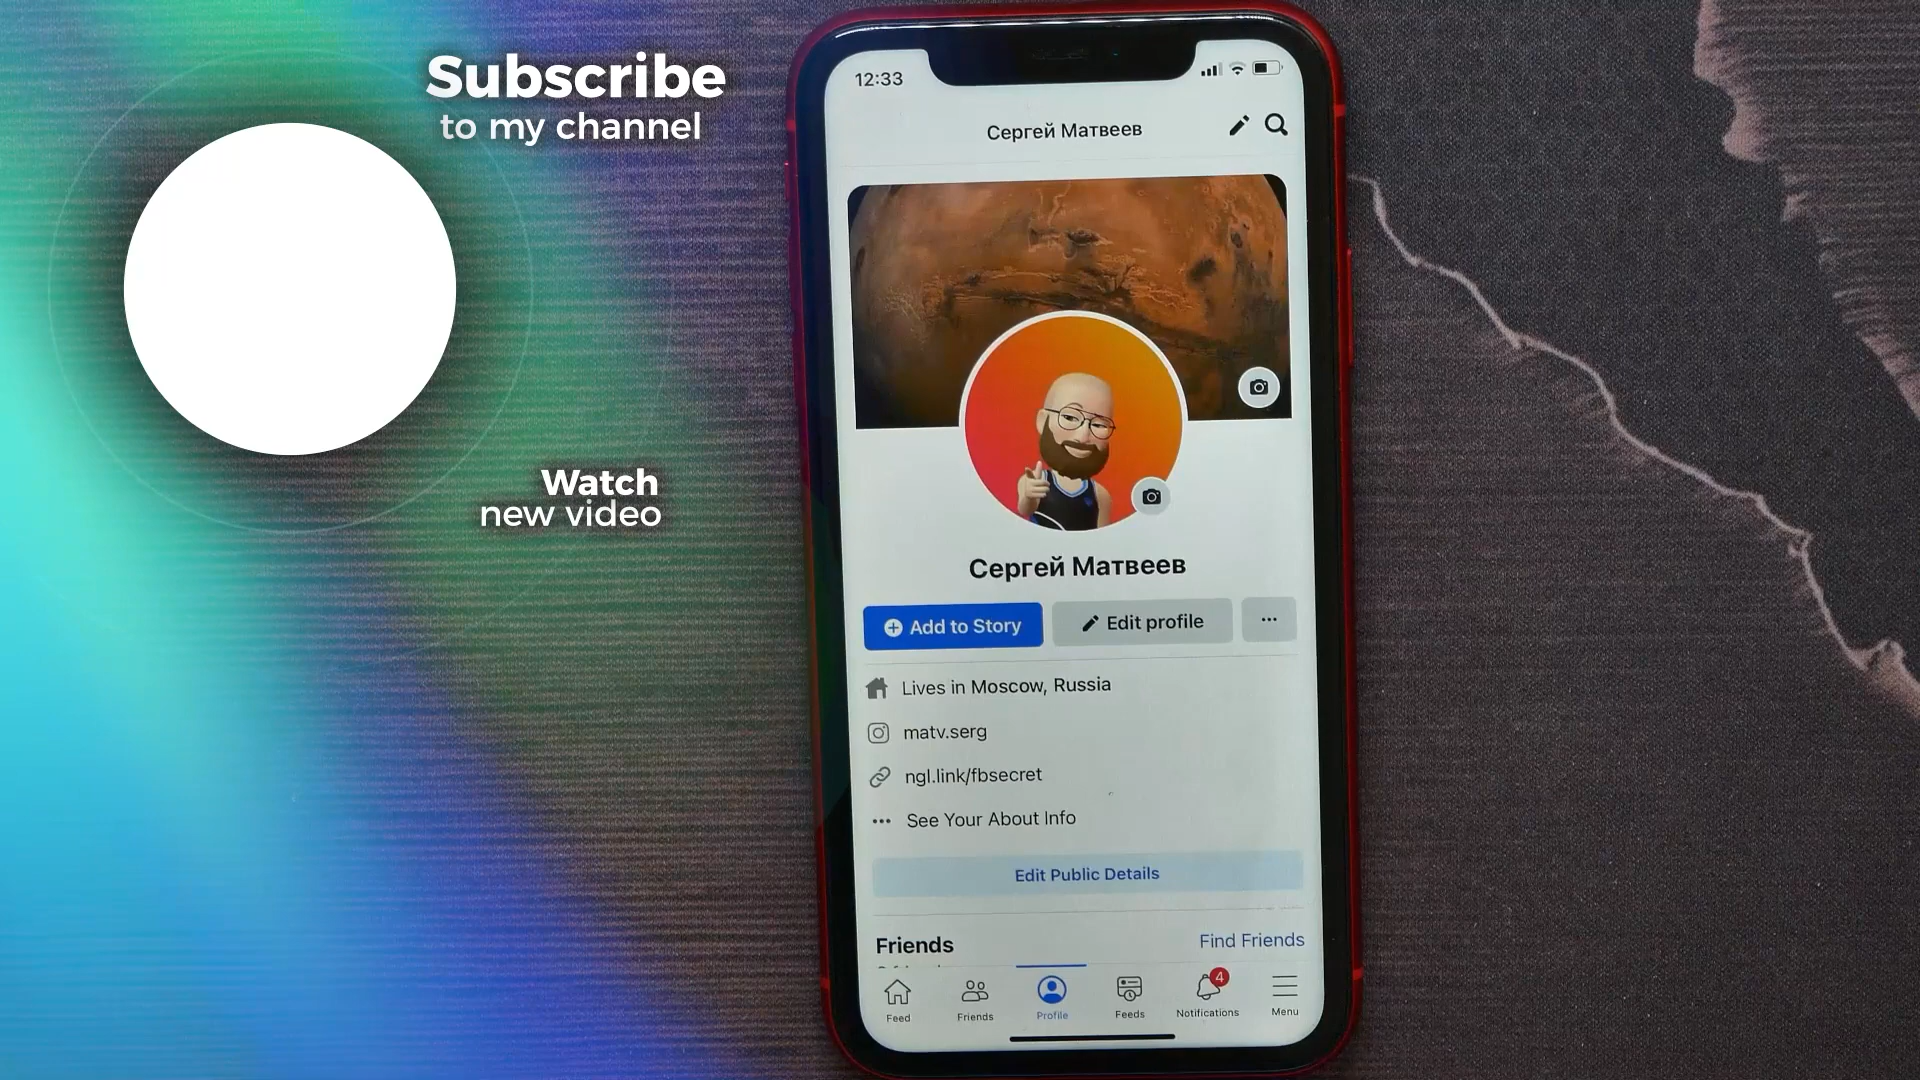 Subscribe
to my channel
Watch
new video
12:33
Сергей Матвеев
Сергей Матвеев
Add to Story
Edit profile
Lives in Moscow, Russia
matv.serg
ngl.link/fbsecret
See Your About Info
Edit Public Details
Friends
Find Friends
4
Feed
Friends
Profile
Feeds
Notifications
Menu